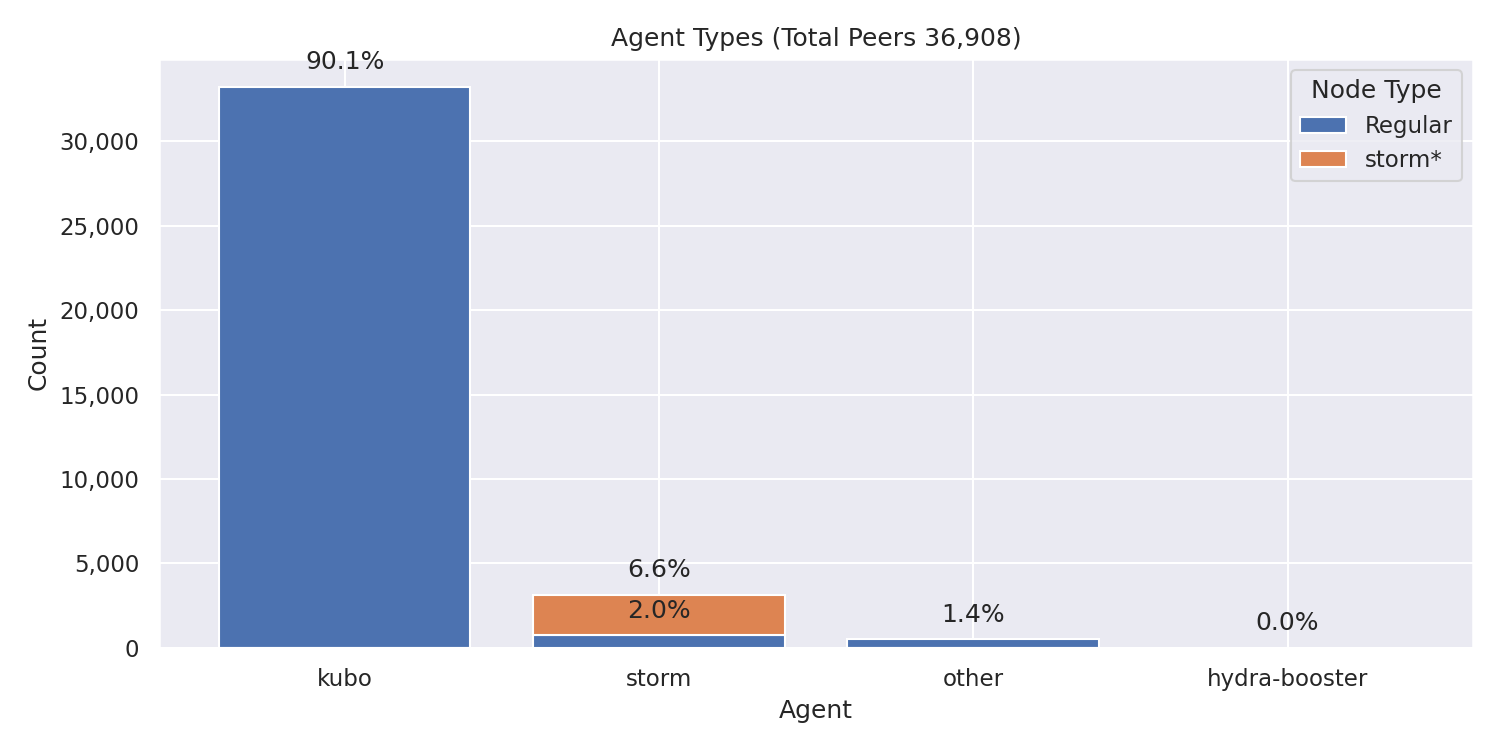 Agent Types (Total Peers 36,908)
90.1%
Node Type
Regular
storm*
30,000
25,000
20,000
15,000
10,000
5,000
0
Count
6.6%
2.0%
1.4%
0.0%
kubo
storm
other
hydra-booster
Agent